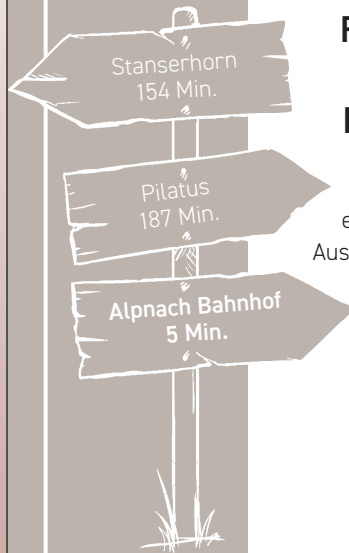 Stanserhorn
154 Min.
Pilatus
187 Min.
Alpnach Bahnhof
5 Min.